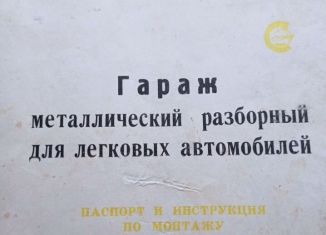 Гараж
металлический разборный
для легковых автомобилей
ПАСПОРТ И ИНСТРУКЦИЯ
ПО МОНТАЖУ